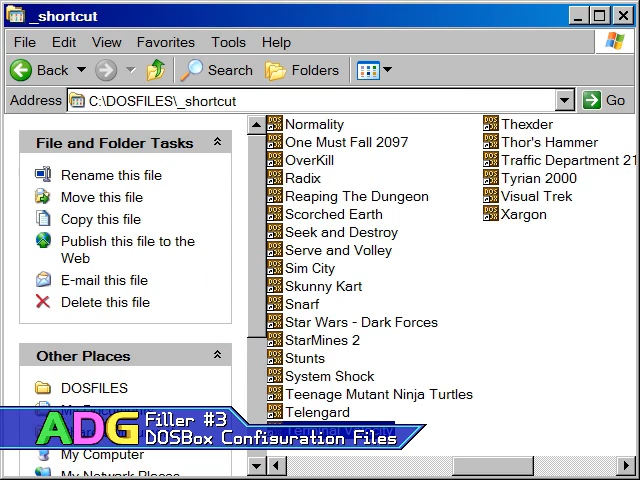 _shortcut
File Edit View Favorites Tools Help
Back Search Folders
Address C:\DOSFILES\_shortcut Go
File and Folder Tasks
Rename this file
Move this file
Copy this file
Publish this file to the
Web
E-mail this file
Delete this file
Other Places
DOSFILES
My Computer
My Network Places
Normality
One Must Fall 2097
OverKill
Radix
Reaping The Dungeon
Scorched Earth
Seek and Destroy
Serve and Volley
Sim City
Skunny Kart
Snarf
Star Wars - Dark Forces
StarMines 2
Stunts
System Shock
Teenage Mutant Ninja Turtles
Telengard
Thexder
Thor's Hammer
Traffic Department 21
Tyrian 2000
Visual Trek
Xargon
ADG
Filler #3
DOSBox Configuration Files